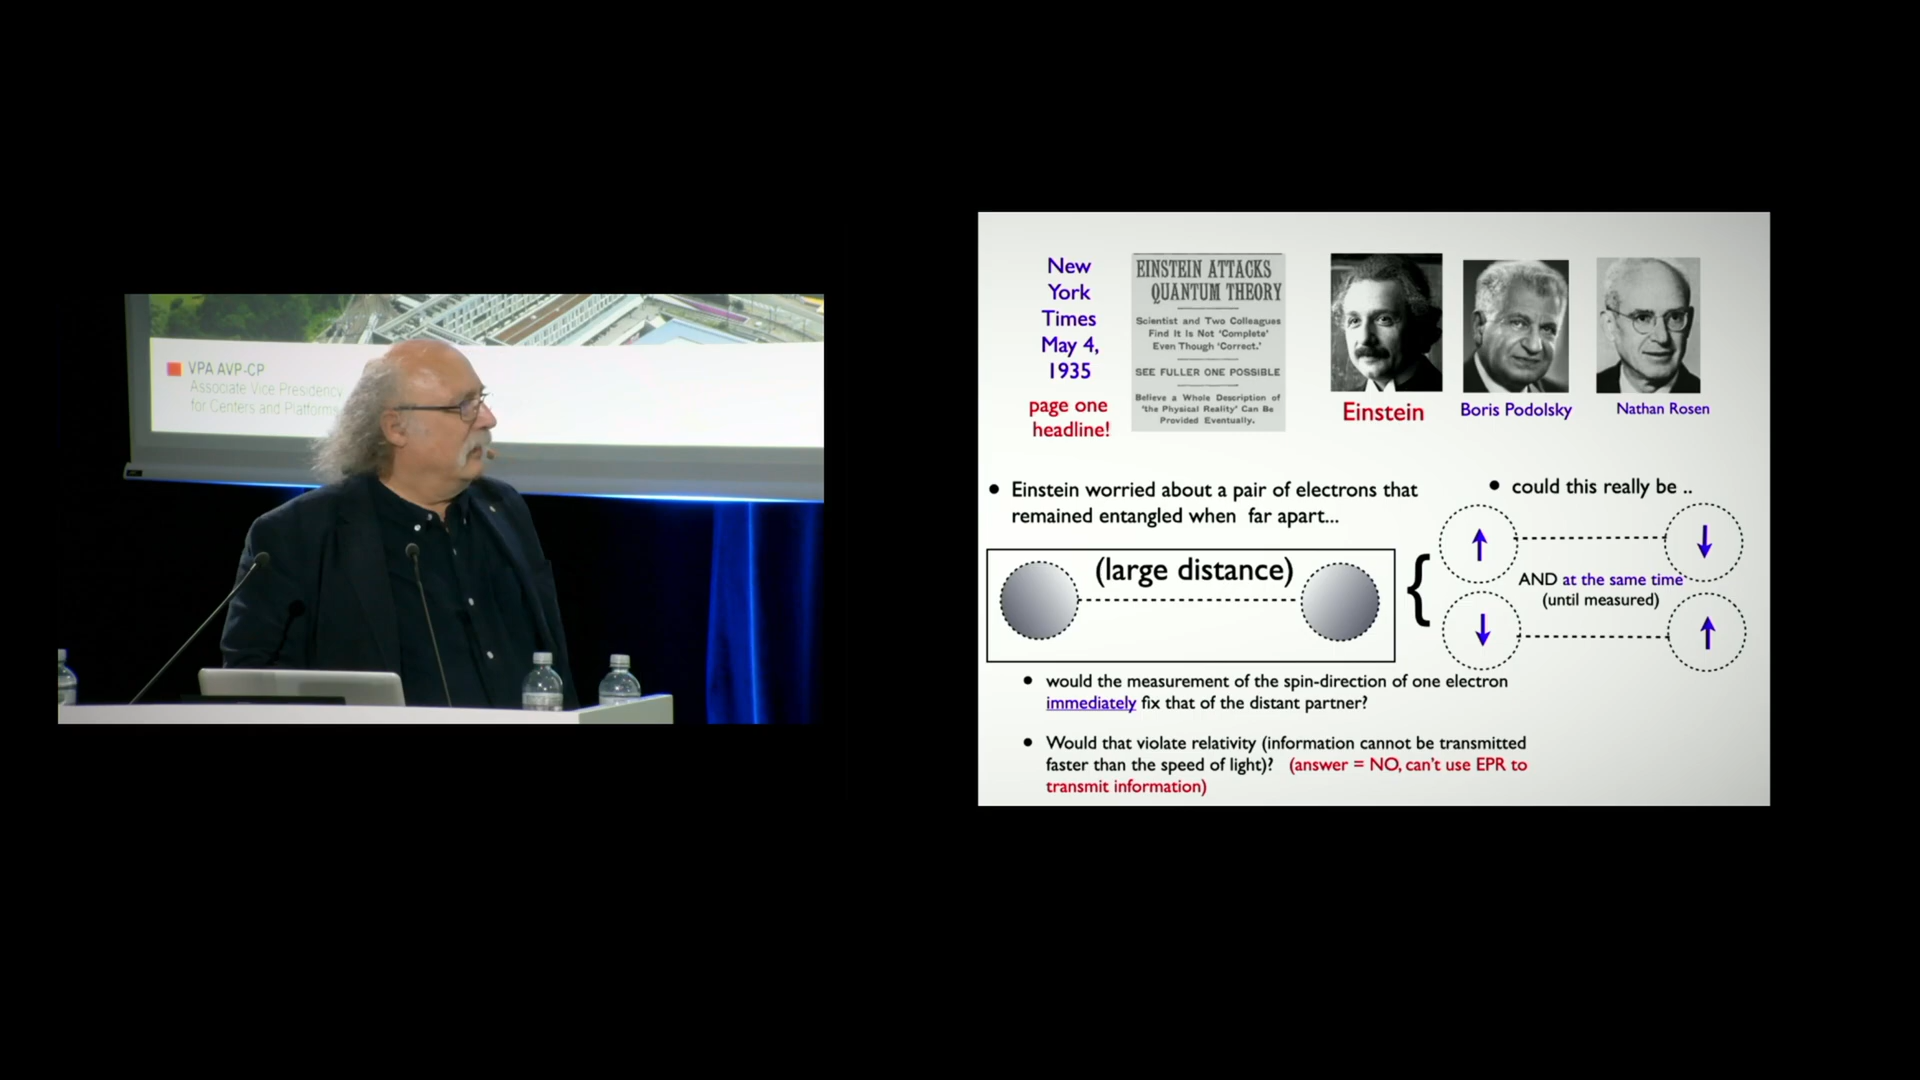 VPA AVP-CP
Associate Vice Presidency
for Centers and Platforms
New
York
Times
May 4,
1935
page one
headline!
EINSTEIN ATTACKS
QUANTUM THEORY
Scientist and Two Colleagues
Find It Is Not 'Complete'
Even Though 'Correct.'
SEE FULLER ONE POSSIBLE
Believe a Whole Description of
'the Physical Reality' Can Be
Provided Eventually.
Einstein
Boris Podolsky
Nathan Rosen
• Einstein worried about a pair of electrons that
remained entangled when far apart...
(large distance)
• could this really be ..
{
AND at the same time
(until measured)
• would the measurement of the spin-direction of one electron
immediately fix that of the distant partner?
• Would that violate relativity (information cannot be transmitted
faster than the speed of light)? (answer = NO, can't use EPR to
transmit information)